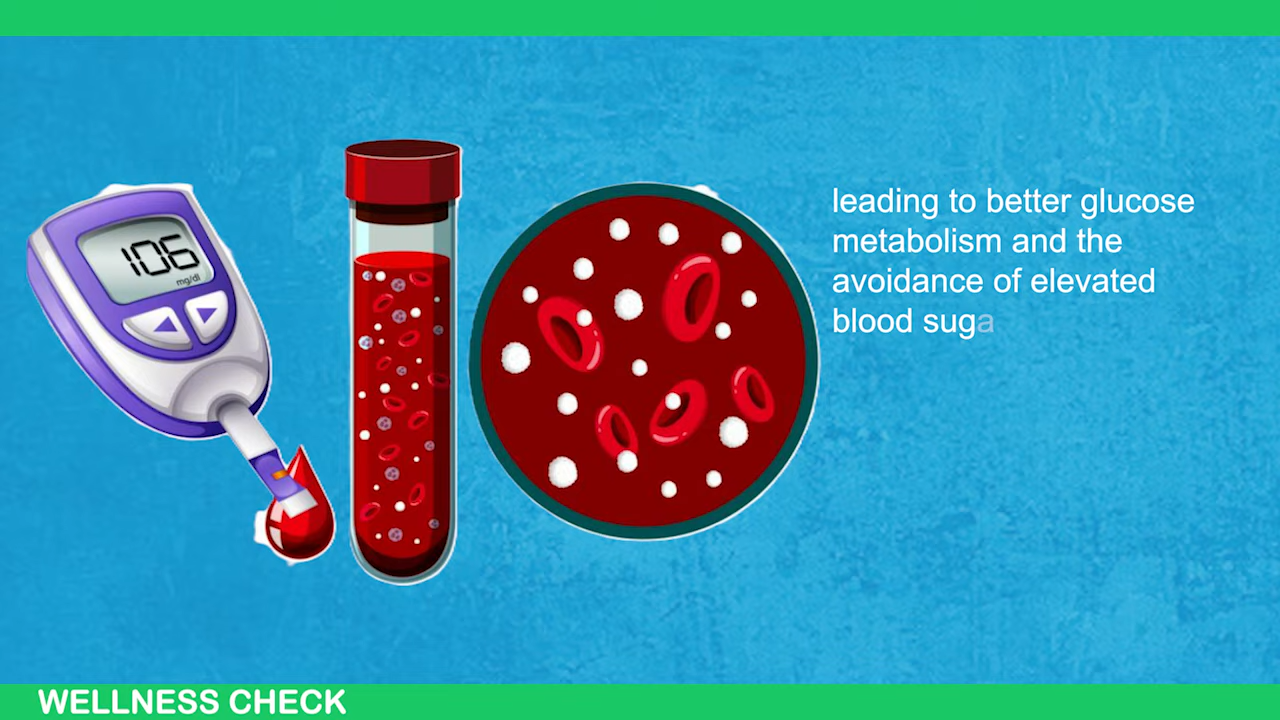 106
mg/dl
leading to better glucose
metabolism and the
avoidance of elevated
blood suga
WELLNESS CHECK